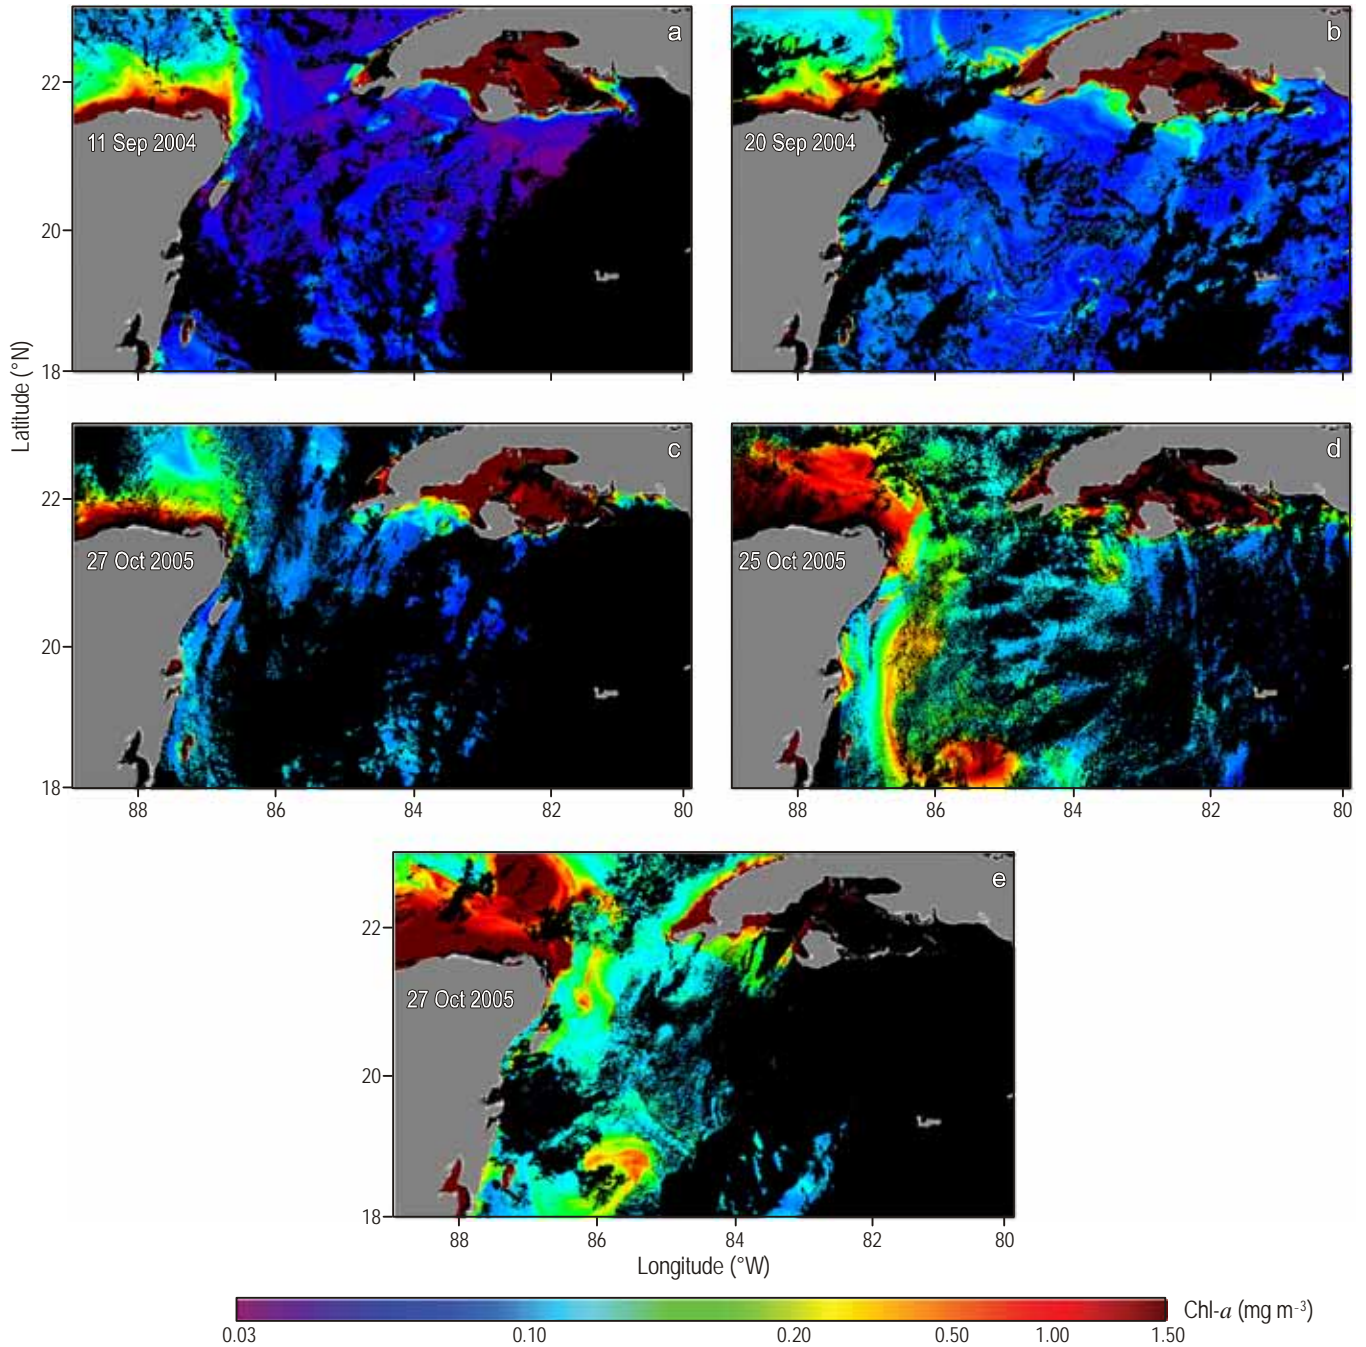 a
b
22
11 Sep 2004
20 Sep 2004
20
18
Latitude (°N)
c
d
22
27 Oct 2005
25 Oct 2005
20
18
88 86 84 82 80
88 86 84 82 80
e
22
27 Oct 2005
20
18
88 86 84 82 80
Longitude (°W)
Chl-a (mg m⁻³)
0.03 0.10 0.20 0.50 1.00 1.50